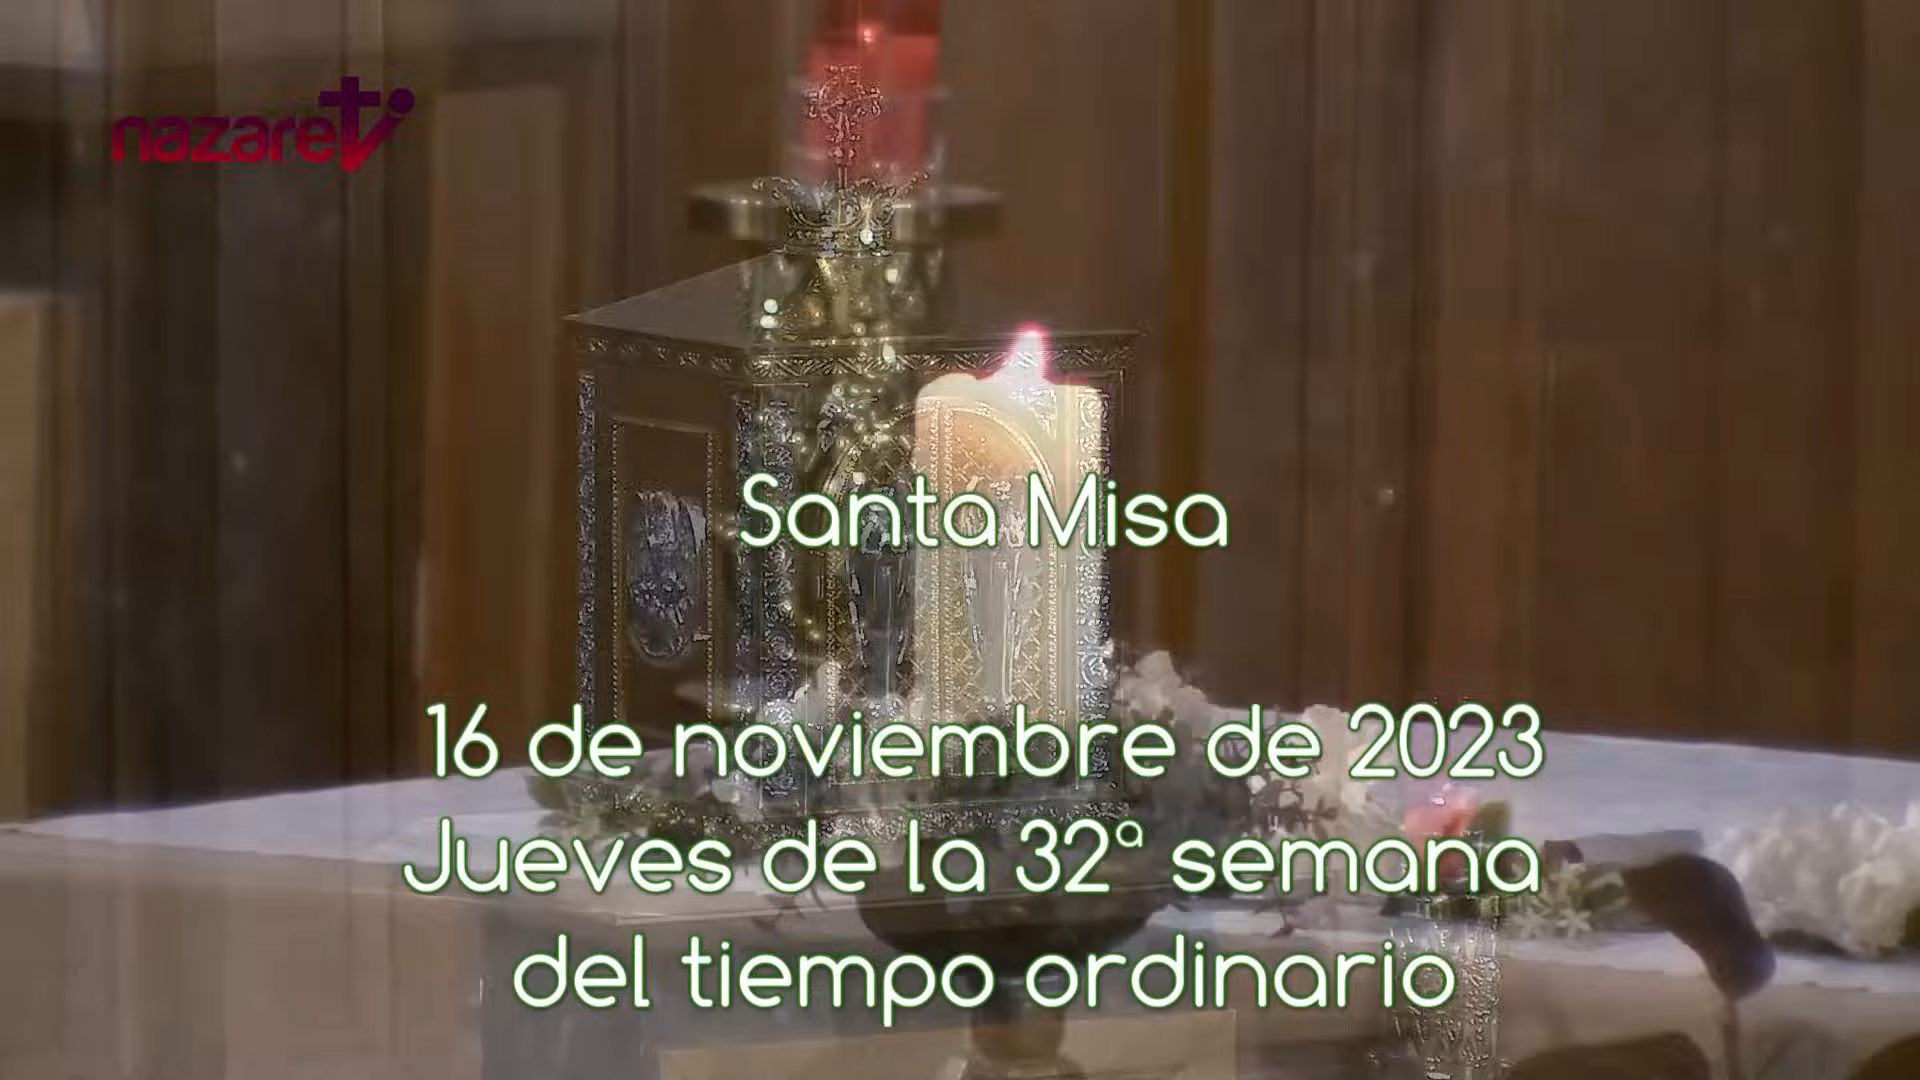 nazaretv
Santa Misa
16 de noviembre de 2023
Jueves de la 32ª semana
del tiempo ordinario